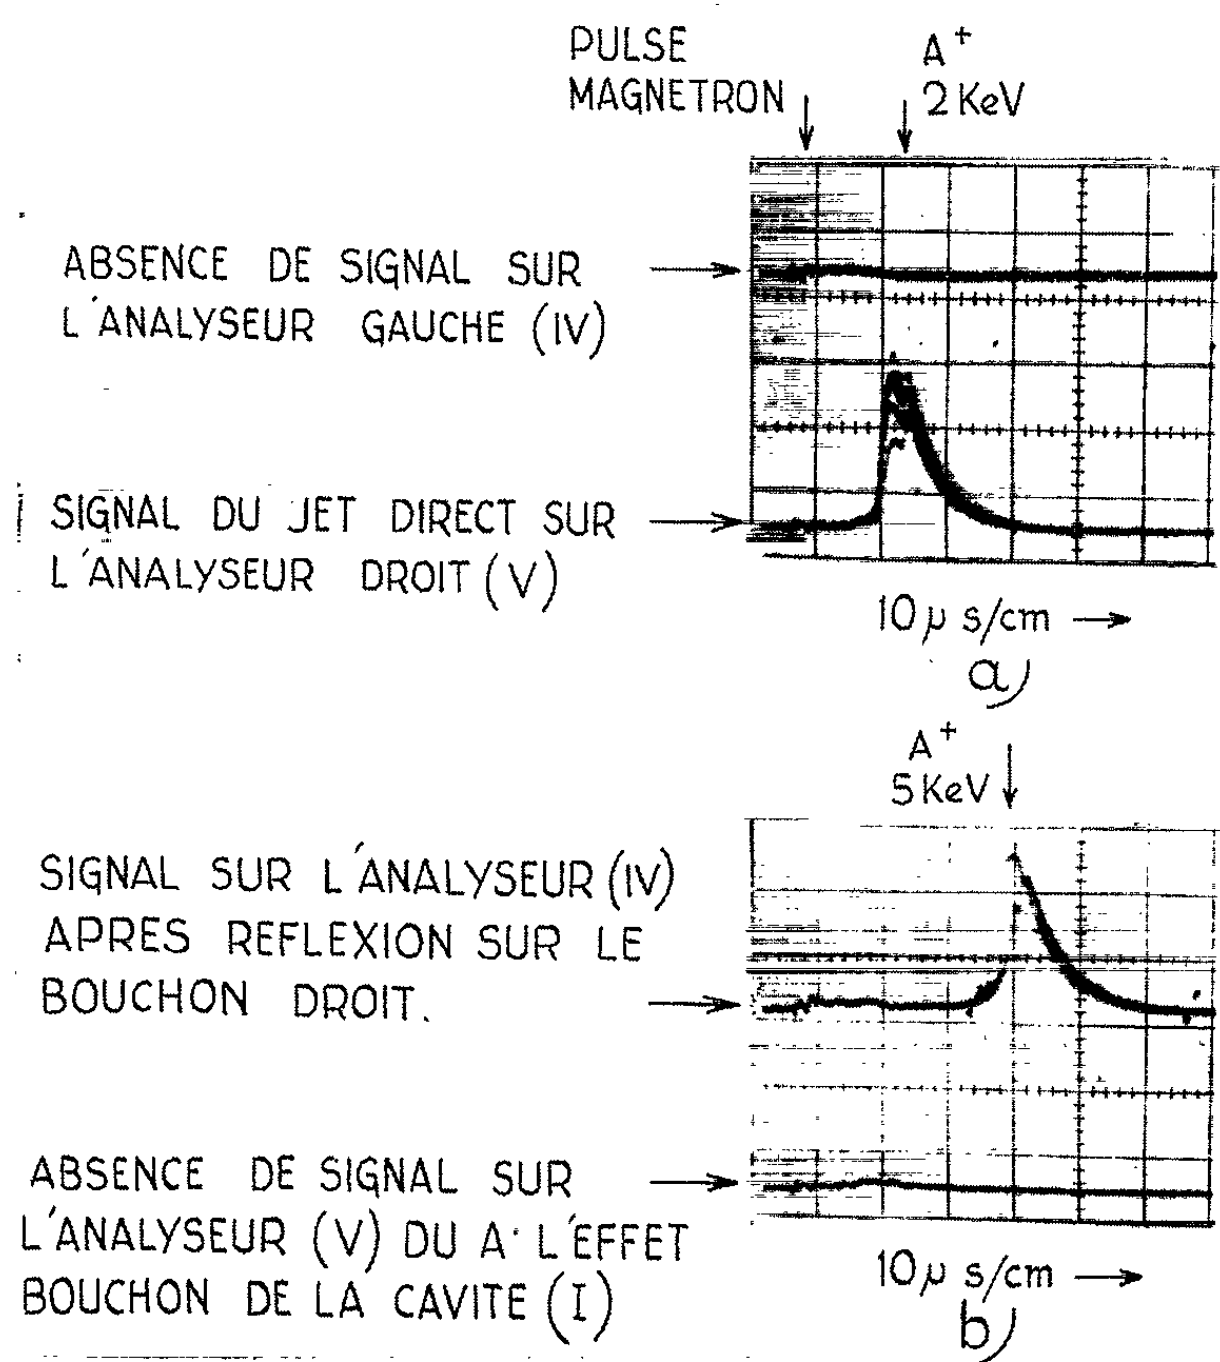 PULSE
MAGNETRON
A+
2 KeV
ABSENCE DE SIGNAL SUR
L'ANALYSEUR GAUCHE (IV)
SIGNAL DU JET DIRECT SUR
L'ANALYSEUR DROIT (V)
10 µ s/cm
a)
A+
5 KeV
SIGNAL SUR L'ANALYSEUR (IV)
APRES REFLEXION SUR LE
BOUCHON DROIT.
ABSENCE DE SIGNAL SUR
L'ANALYSEUR (V) DU A L'EFFET
BOUCHON DE LA CAVITE (I)
10 µ s/cm
b)